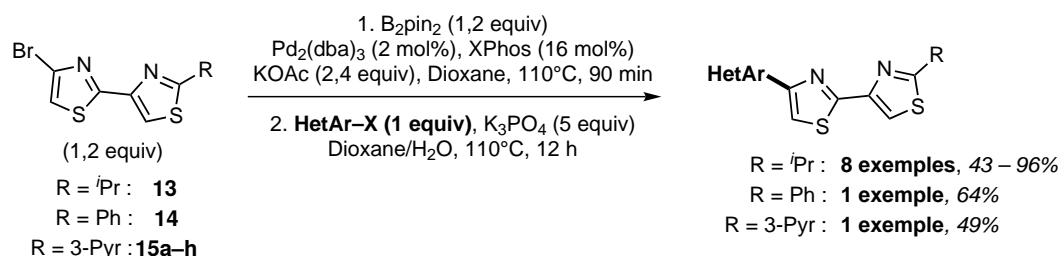 1. B₂pin₂ (1,2 equiv)
Pd₂(dba)₃ (2 mol%), XPhos (16 mol%)
KOAc (2,4 equiv), Dioxane, 110°C, 90 min
2. HetAr–X (1 equiv), K₃PO₄ (5 equiv)
Dioxane/H₂O, 110°C, 12 h
Br
N
S
N
S
R
(1,2 equiv)
R = ⁱPr : 13
R = Ph : 14
R = 3-Pyr : 15a–h
HetAr
N
S
N
S
R
R = ⁱPr : 8 exemples, 43 – 96%
R = Ph : 1 exemple, 64%
R = 3-Pyr : 1 exemple, 49%